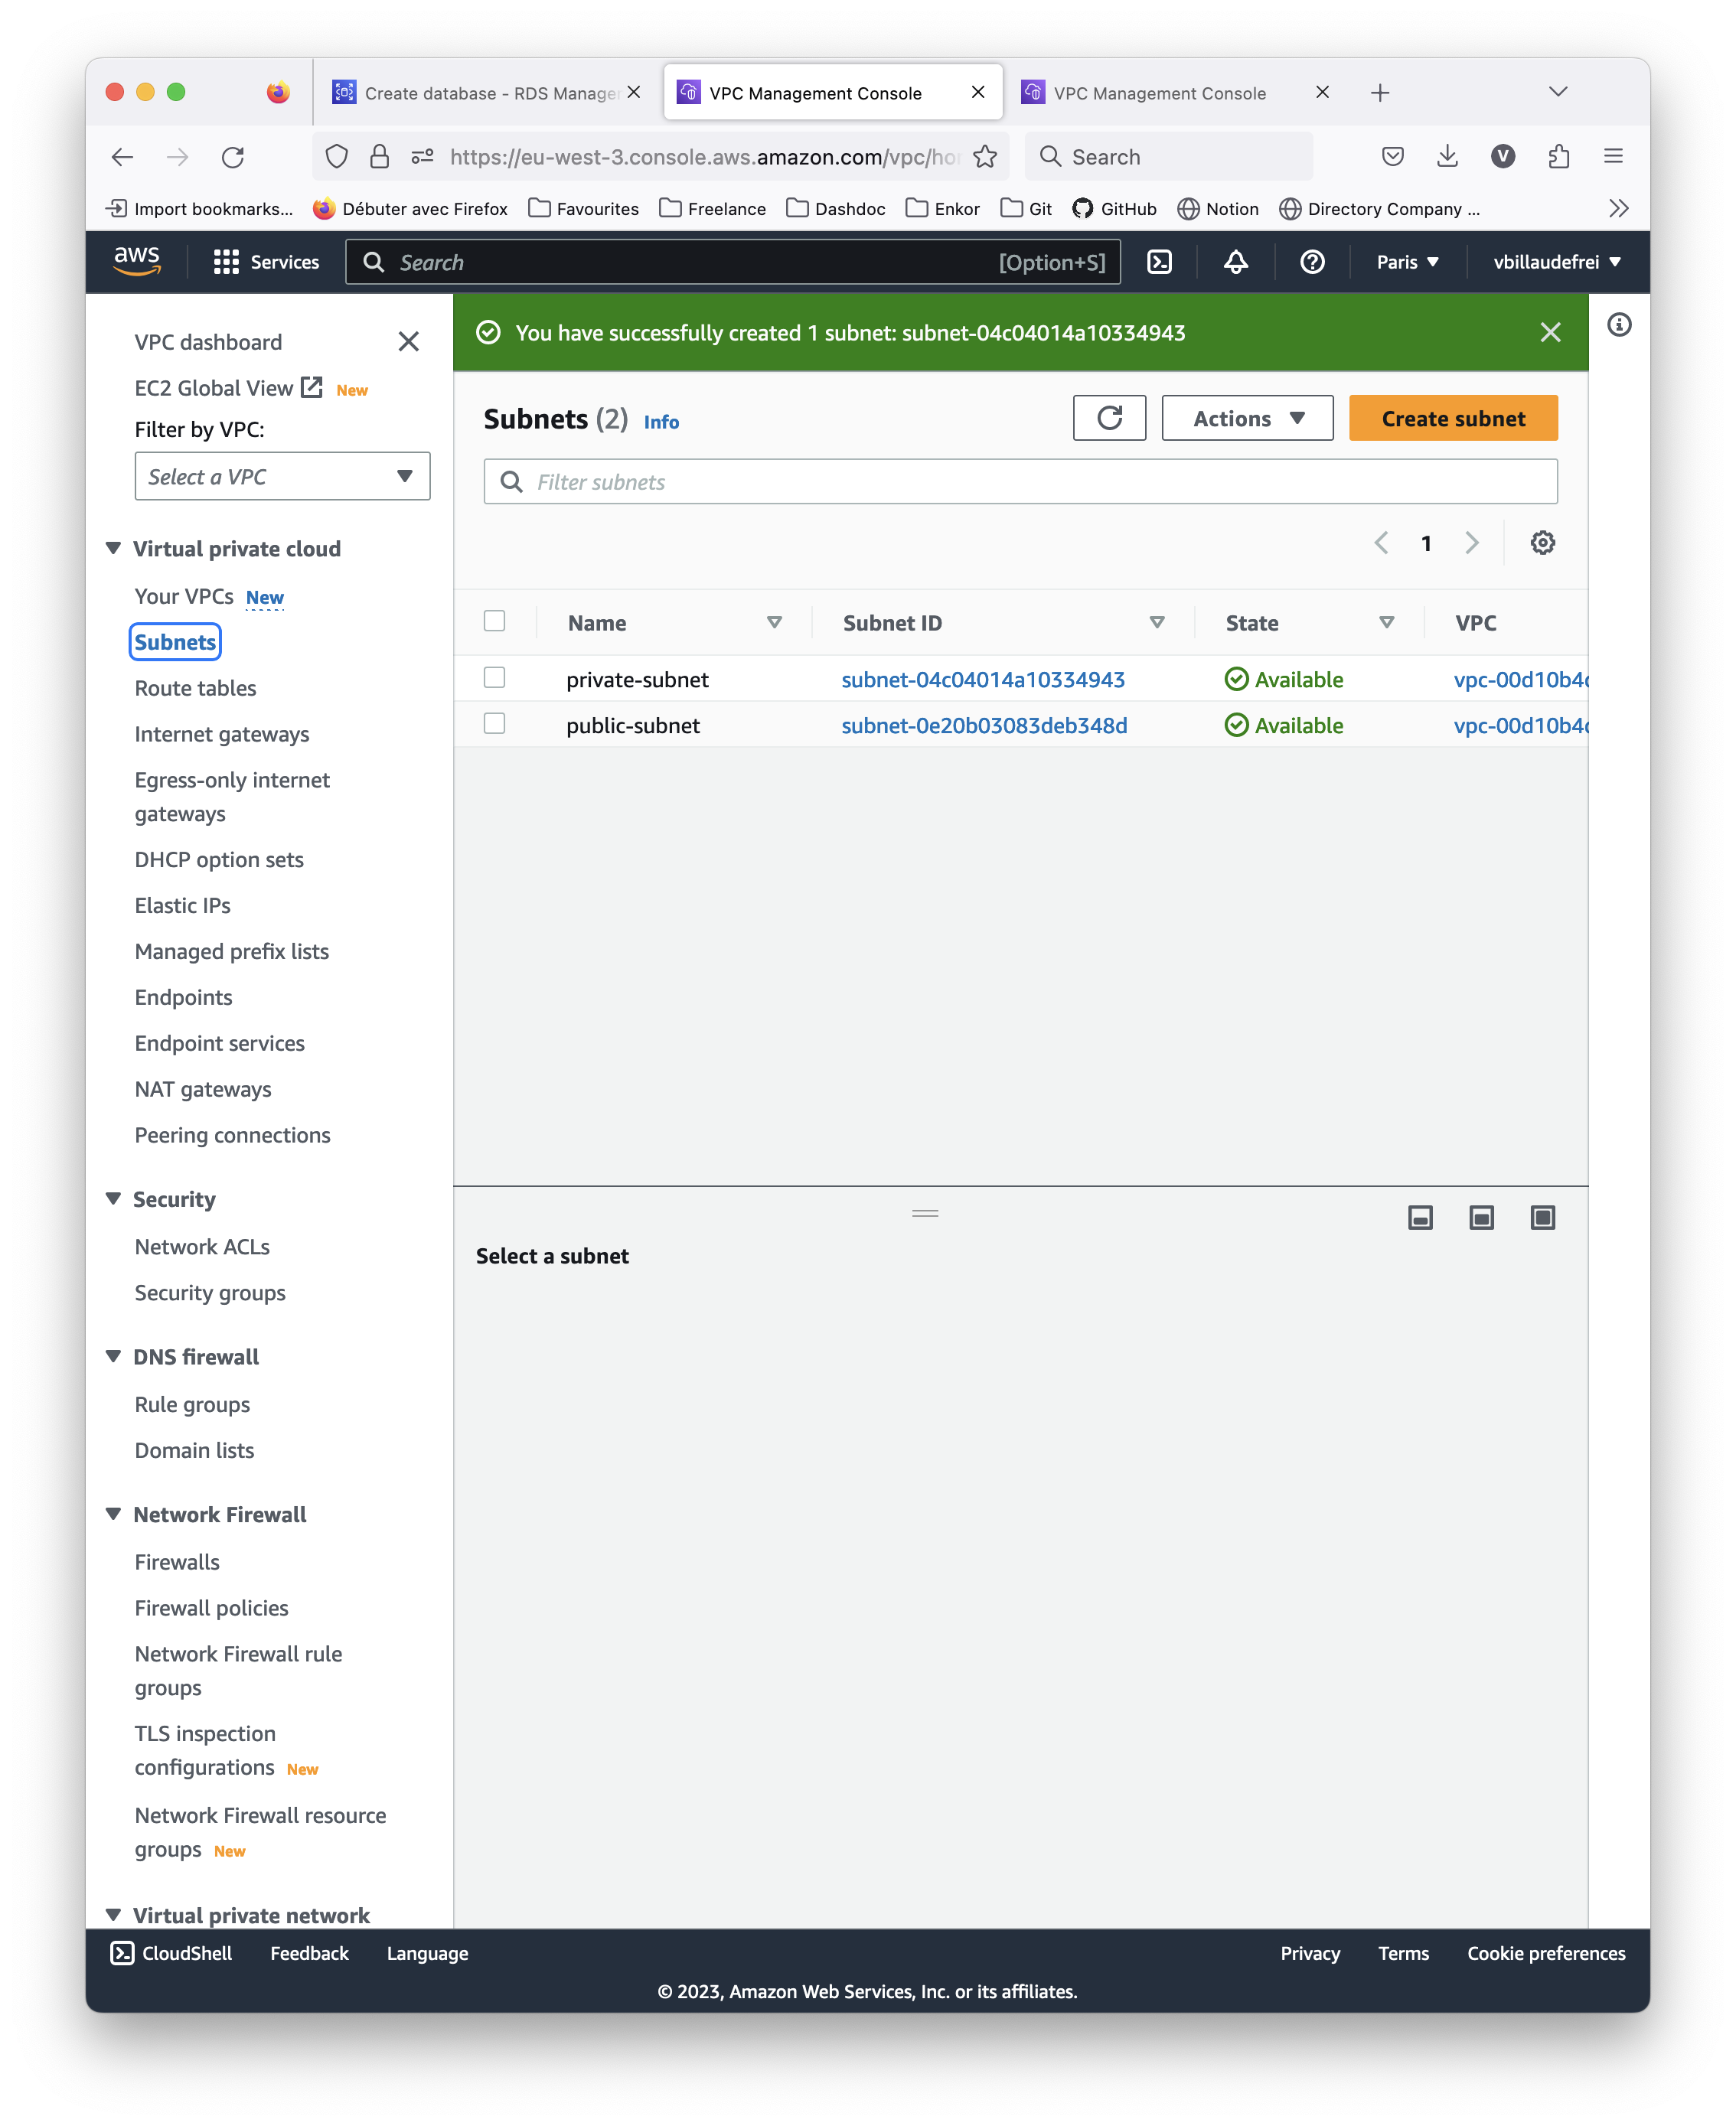 Create database - RDS Manage
VPC Management Console
VPC Management Console
https://eu-west-3.console.aws.amazon.com/vpc/ho
Search
V
Import bookmarks...
Débuter avec Firefox
Favourites
Freelance
Dashdoc
Enkor
Git
GitHub
Notion
Directory Company ...
aws
Services
Search
[Option+S]
Paris
vbillaudefrei
VPC dashboard
EC2 Global View New
Filter by VPC:
Select a VPC
Virtual private cloud
Your VPCs New
Subnets
Route tables
Internet gateways
Egress-only internet
gateways
DHCP option sets
Elastic IPs
Managed prefix lists
Endpoints
Endpoint services
NAT gateways
Peering connections
Security
Network ACLs
Security groups
DNS firewall
Rule groups
Domain lists
Network Firewall
Firewalls
Firewall policies
Network Firewall rule
groups
TLS inspection
configurations New
Network Firewall resource
groups New
Virtual private network
You have successfully created 1 subnet: subnet-04c04014a10334943
Subnets (2) Info
Actions
Create subnet
Filter subnets
1
Name Subnet ID State VPC
private-subnet subnet-04c04014a10334943 Available vpc-00d10b4
public-subnet subnet-0e20b03083deb348d Available vpc-00d10b4
Select a subnet
CloudShell Feedback Language
Privacy Terms Cookie preferences
© 2023, Amazon Web Services, Inc. or its affiliates.